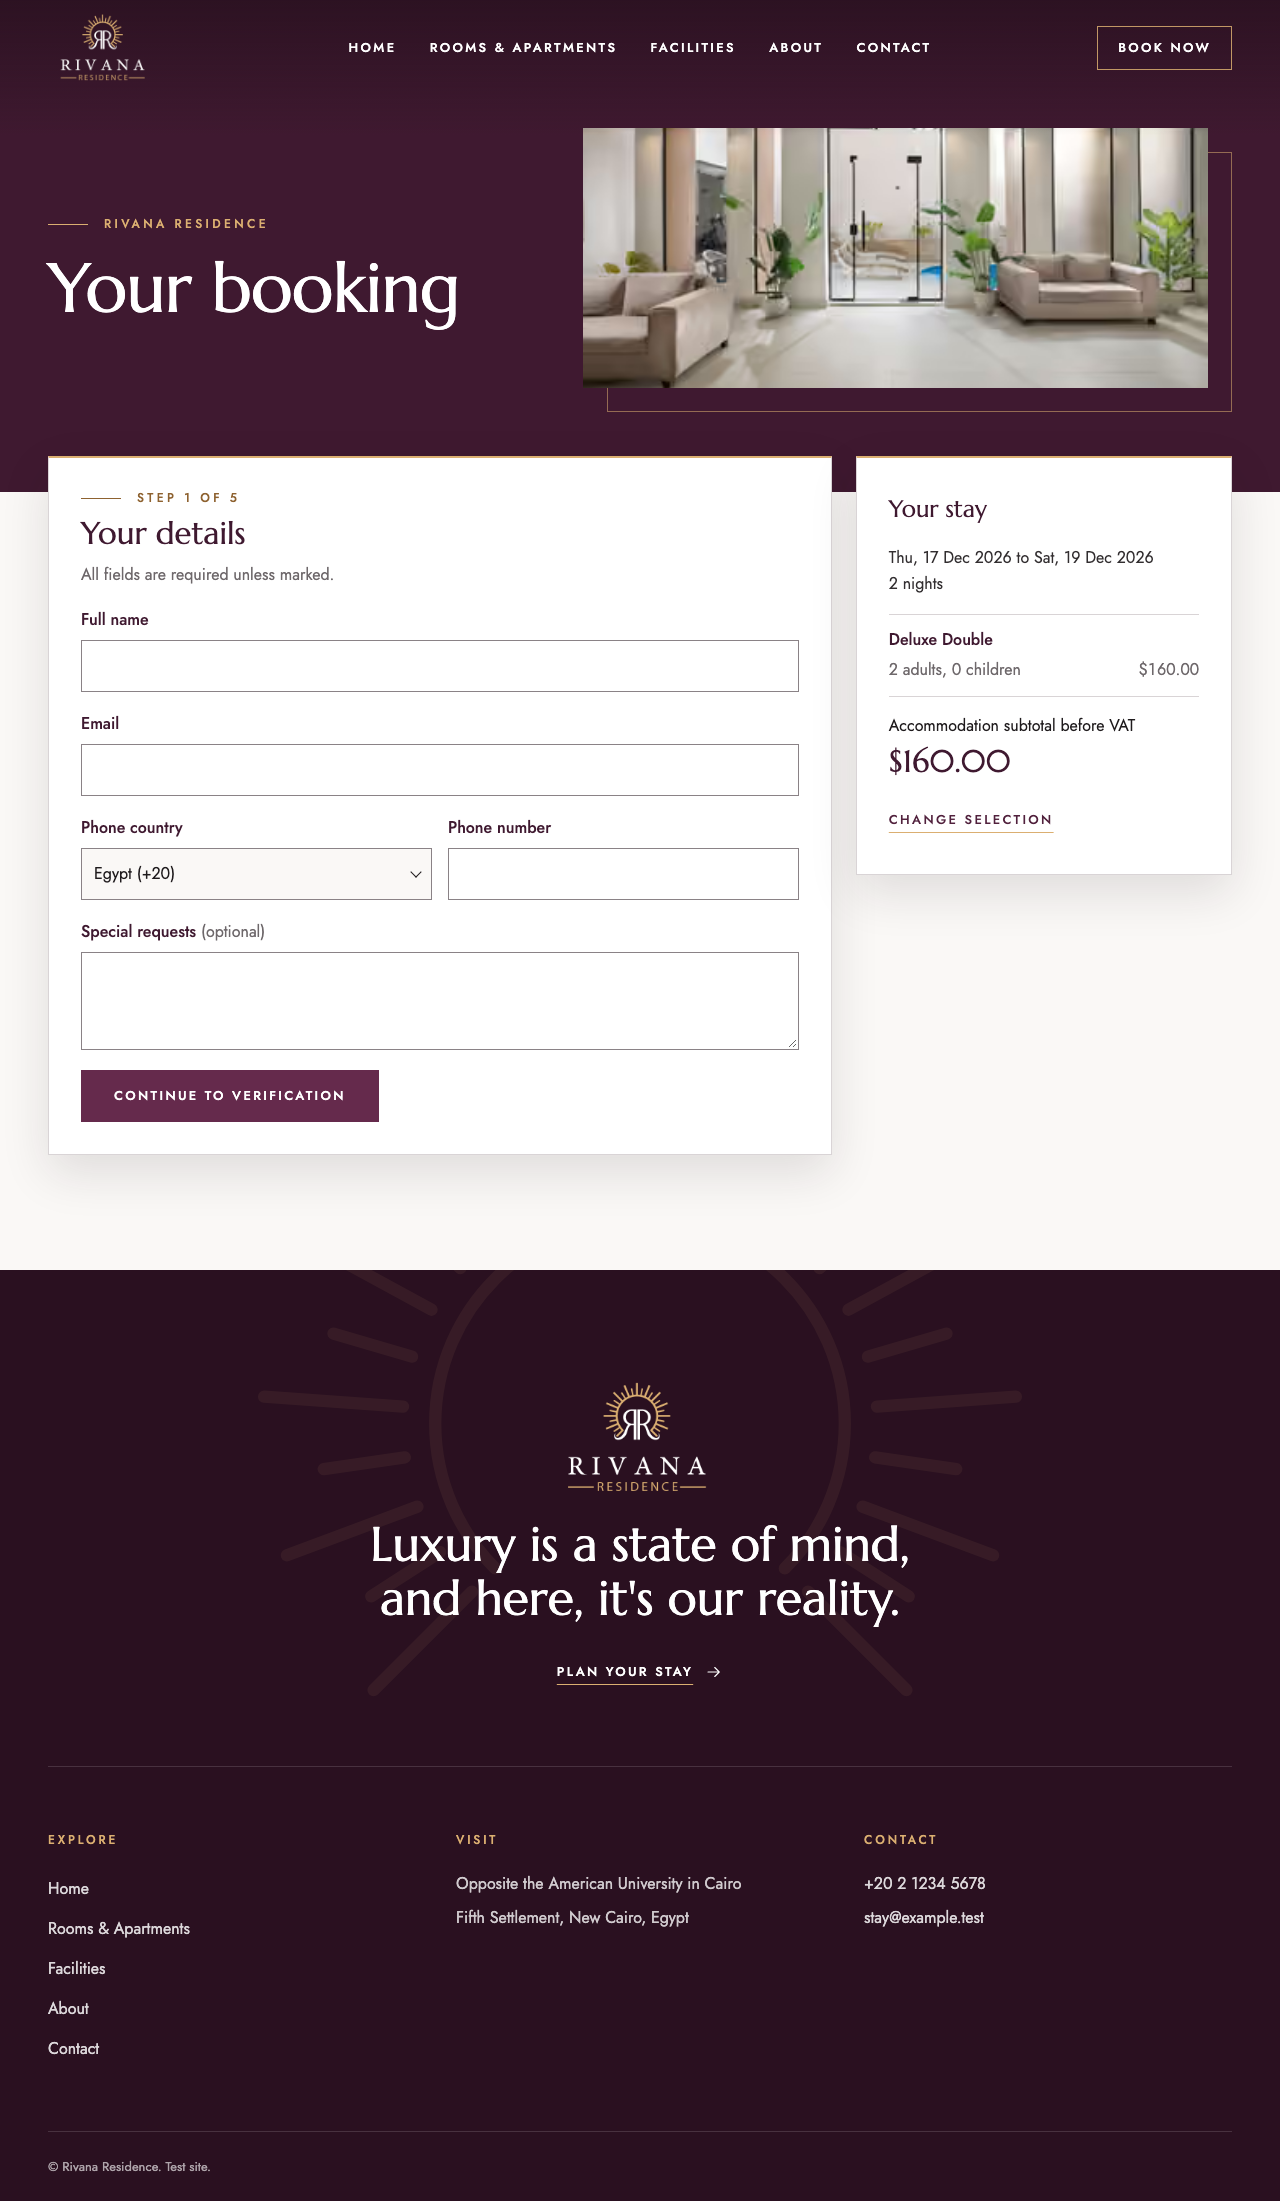 RIVANA
RESIDENCE
HOME
ROOMS & APARTMENTS
FACILITIES
ABOUT
CONTACT
BOOK NOW
RIVANA RESIDENCE
Your booking
STEP 1 OF 5
Your details
All fields are required unless marked.
Full name
Email
Phone country
Phone number
Egypt (+20)
Special requests (optional)
CONTINUE TO VERIFICATION
Your stay
Thu, 17 Dec 2026 to Sat, 19 Dec 2026
2 nights
Deluxe Double
2 adults, 0 children $160.00
Accommodation subtotal before VAT
$160.00
CHANGE SELECTION
RIVANA
RESIDENCE
Luxury is a state of mind,
and here, it's our reality.
PLAN YOUR STAY
EXPLORE
Home
Rooms & Apartments
Facilities
About
Contact
VISIT
Opposite the American University in Cairo
Fifth Settlement, New Cairo, Egypt
CONTACT
+20 2 1234 5678
stay@example.test
© Rivana Residence. Test site.